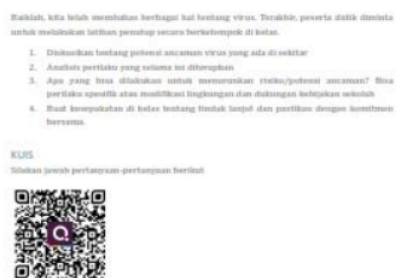 Baiklah, kita telah membahas berbagai hal tentang virus. Terakhir, peserta didik diminta
untuk melakukan latihan penutup secara berkelompok di kelas.
1. Diskusikan tentang potensi ancaman virus yang ada di sekitar
2. Analisis perilaku yang selama ini diterapkan
3. Apa yang bisa dilakukan untuk menurunkan risiko/potensi ancaman? Bisa
perilaku spesifik atau modifikasi lingkungan dan dukungan kebijakan sekolah
4. Buat kesepakatan di kelas tentang tindak lanjut dan pastikan dengan komitmen
bersama.
KUIS
Silakan jawab pertanyaan-pertanyaan berikut